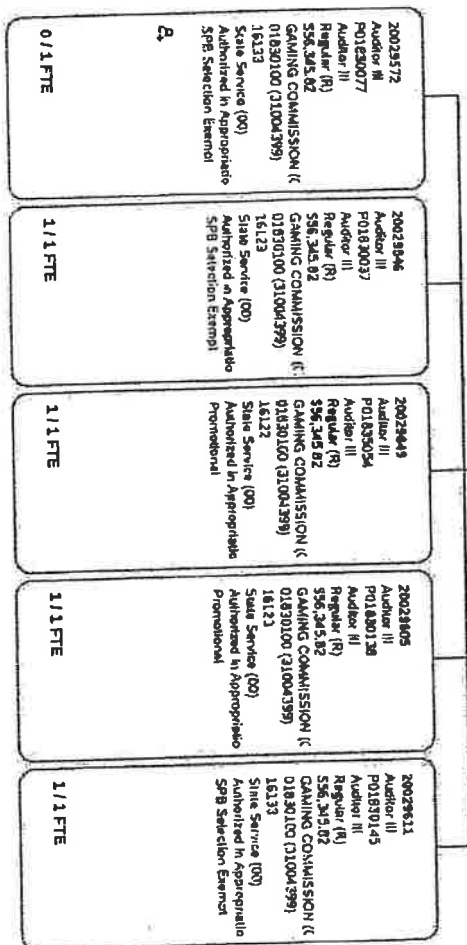 20029572
Auditor III
P01830077
Auditor III
Regular (R)
$56,345.82
GAMING COMMISSION ((
01830100 (31004399)
16133
State Service (00)
Authorized in Appropriatio
SPB Selection Exempt
0 / 1 FTE
20029846
Auditor III
P01830037
Auditor III
Regular (R)
$56,345.82
GAMING COMMISSION ((
01830100 (31004399)
16123
State Service (00)
Authorized in Appropriatio
SPB Selection Exempt
1 / 1 FTE
20029849
Auditor III
P01835054
Auditor III
Regular (R)
$56,345.82
GAMING COMMISSION ((
01830100 (31004399)
16122
State Service (00)
Authorized in Appropriatio
Promotional
1 / 1 FTE
20029805
Auditor III
P01830138
Auditor III
Regular (R)
$56,345.82
GAMING COMMISSION ((
01830100 (31004399)
16123
State Service (00)
Authorized in Appropriatio
Promotional
1 / 1 FTE
20029611
Auditor III
P01830145
Auditor III
Regular (R)
$56,345.82
GAMING COMMISSION ((
01830100 (31004399)
16133
State Service (00)
Authorized in Appropriatio
SPB Selection Exempt
1 / 1 FTE